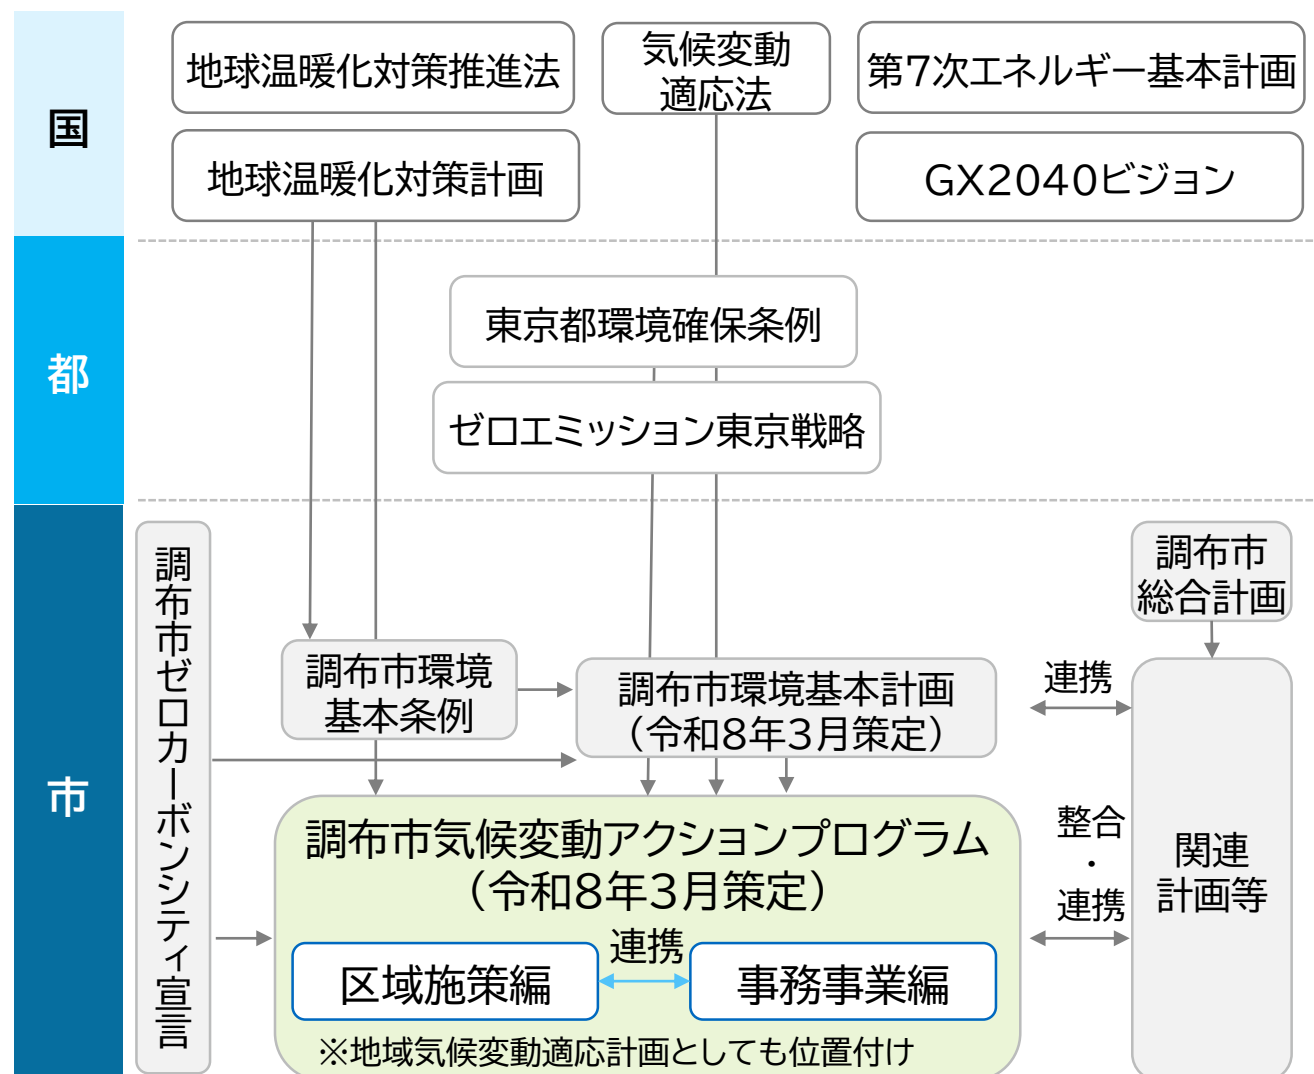 国
地球温暖化対策推進法
気候変動
適応法
第7次エネルギー基本計画
地球温暖化対策計画
GX2040ビジョン
都
東京都環境確保条例
ゼロエミッション東京戦略
市
調布市ゼロカーボンシティ宣言
調布市
総合計画
調布市環境
基本条例
調布市環境基本計画
（令和8年3月策定）
連携
調布市気候変動アクションプログラム
（令和8年3月策定）
整合
・
連携
関連
計画等
区域施策編
連携
事務事業編
※地域気候変動適応計画としても位置付け